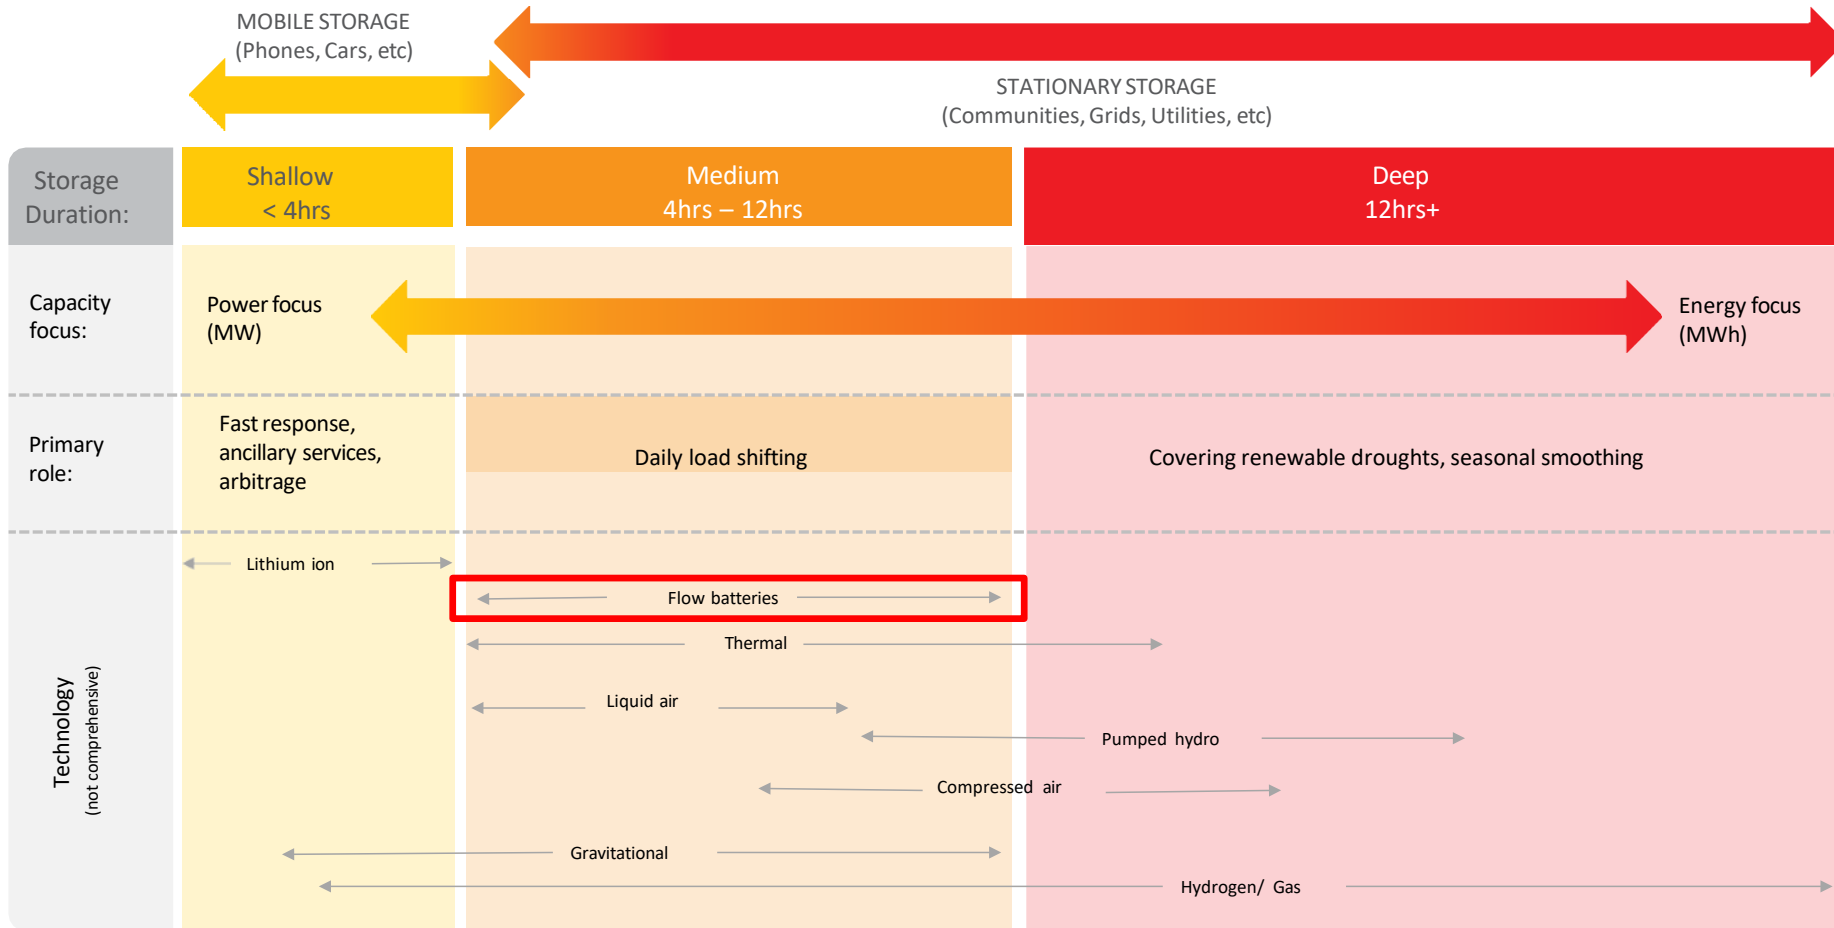 MOBILE STORAGE
(Phones, Cars, etc)
STATIONARY STORAGE
(Communities, Grids, Utilities, etc)
Storage
Duration:
Shallow
< 4hrs
Medium
4hrs – 12hrs
Deep
12hrs+
Capacity
focus:
Power focus
(MW)
Energy focus
(MWh)
Primary
role:
Fast response,
ancillary services,
arbitrage
Daily load shifting
Covering renewable droughts, seasonal smoothing
Technology
(not comprehensive)
Lithium ion
Flow batteries
Thermal
Liquid air
Pumped hydro
Compressed air
Gravitational
Hydrogen/ Gas